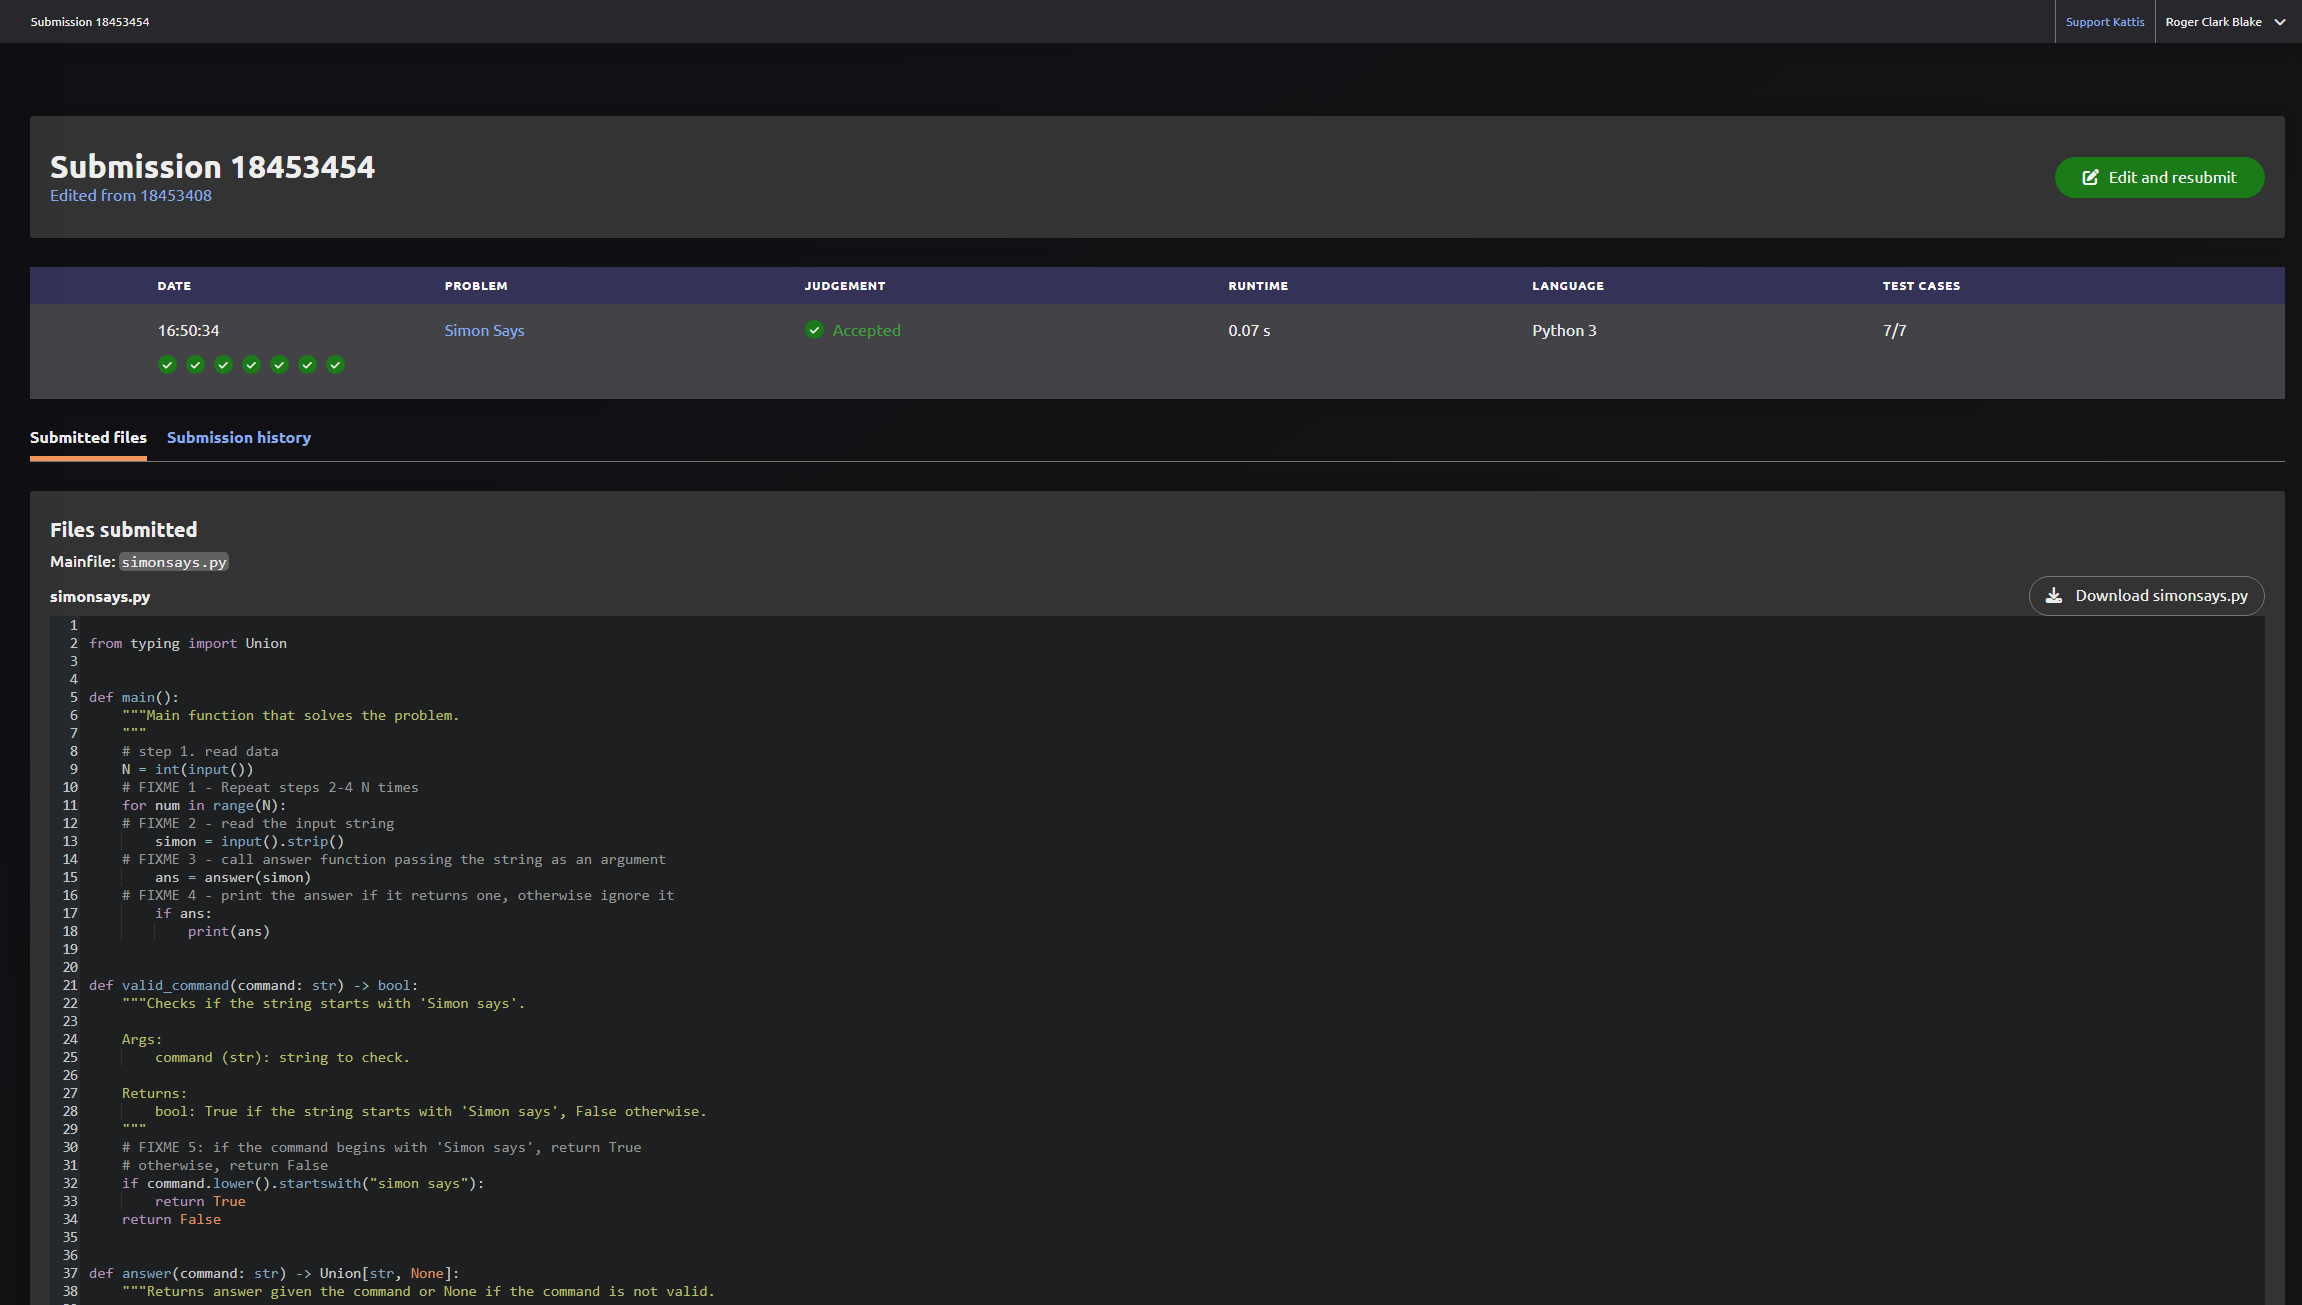 Submission 18453454
Support Kattis
Roger Clark Blake
Submission 18453454
Edited from 18453408
Edit and resubmit
DATE PROBLEM JUDGEMENT RUNTIME LANGUAGE TEST CASES
16:50:34 Simon Says Accepted 0.07 s Python 3 7/7
Submitted files Submission history
Files submitted
Mainfile: simonsays.py
simonsays.py
Download simonsays.py
1
2 from typing import Union
3
4
5 def main():
6     """Main function that solves the problem.
7     """
8     # step 1. read data
9     N = int(input())
10     # FIXME 1 - Repeat steps 2-4 N times
11     for num in range(N):
12     # FIXME 2 - read the input string
13         simon = input().strip()
14     # FIXME 3 - call answer function passing the string as an argument
15         ans = answer(simon)
16     # FIXME 4 - print the answer if it returns one, otherwise ignore it
17         if ans:
18             print(ans)
19
20
21 def valid_command(command: str) -> bool:
22     """Checks if the string starts with 'Simon says'.
23
24     Args:
25         command (str): string to check.
26
27     Returns:
28         bool: True if the string starts with 'Simon says', False otherwise.
29     """
30     # FIXME 5: if the command begins with 'Simon says', return True
31     # otherwise, return False
32     if command.lower().startswith("simon says"):
33         return True
34     return False
35
36
37 def answer(command: str) -> Union[str, None]:
38     """Returns answer given the command or None if the command is not valid.